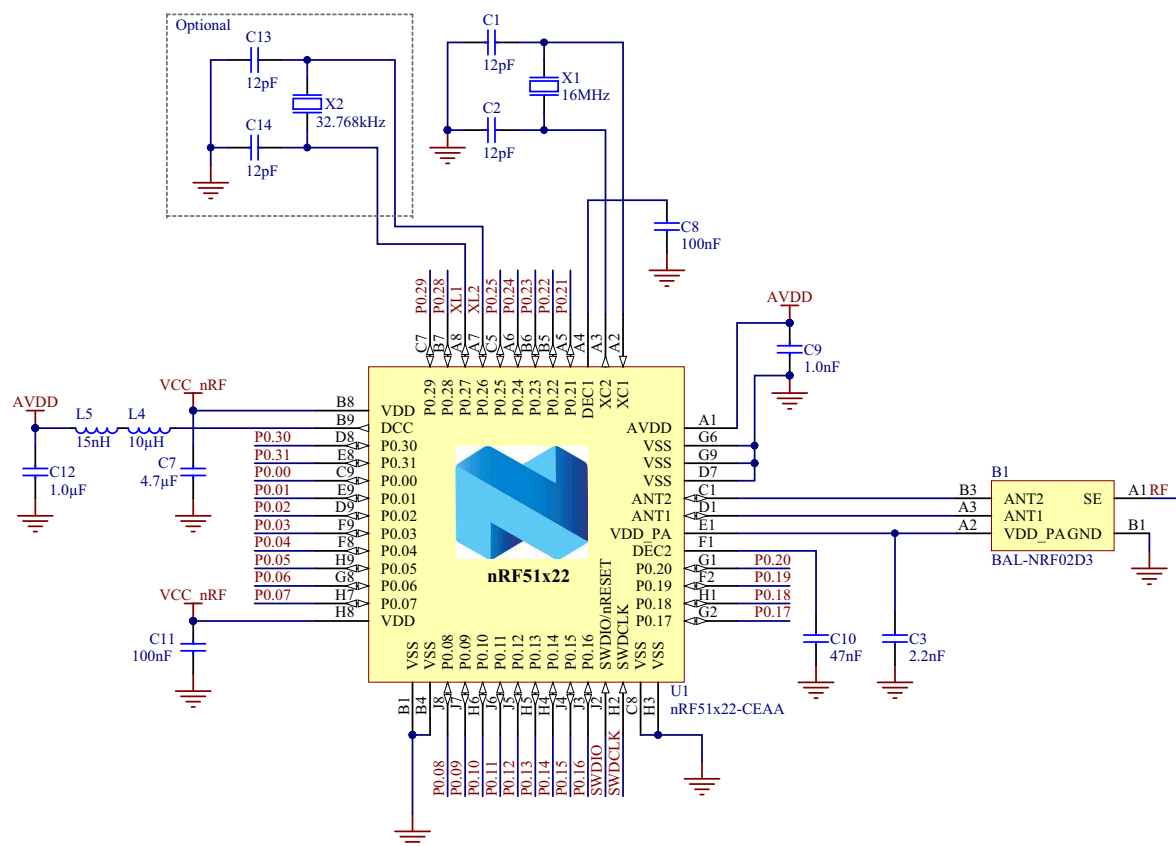 Optional
C13
12pF
X2
32.768kHz
C14
12pF
C1
12pF
X1
16MHz
C2
12pF
C8
100nF
P0.29
P0.28
XL1
XL2
P0.25
P0.24
P0.23
P0.22
P0.21
C7
B7
A8
A7
C5
A6
B6
B5
A5
A4
A3
A2
P0.29
P0.28
P0.27
P0.26
P0.25
P0.24
P0.23
P0.22
P0.21
DEC1
XC2
XC1
AVDD
C9
1.0nF
VCC_nRF
AVDD
L5
15nH
L4
10µH
C12
1.0µF
C7
4.7µF
B8 VDD
B9 DCC
P0.30 D8 P0.30
P0.31 E8 P0.31
P0.00 C9 P0.00
P0.01 E9 P0.01
P0.02 D9 P0.02
P0.03 F9 P0.03
P0.04 F8 P0.04
P0.05 H9 P0.05
P0.06 G8 P0.06
P0.07 H7 P0.07
H8 VDD
VCC_nRF
C11
100nF
nRF51x22
AVDD A1
VSS G6
VSS G9
VSS D7
ANT2 C1
ANT1 D1
VDD_PA E1
DEC2 F1
P0.20 G1 P0.20
P0.19 F2 P0.19
P0.18 H1 P0.18
P0.17 G2 P0.17
B1
B3 ANT2 SE A1 RF
A3 ANT1
A2 VDD_PA GND B1
BAL-NRF02D3
C10
47nF
C3
2.2nF
VSS
VSS
P0.08
P0.09
P0.10
P0.11
P0.12
P0.13
P0.14
P0.15
P0.16
SWDIO/nRESET
SWDCLK
VSS
VSS
U1
nRF51x22-CEAA
B1
B4
J8
J7
H6
J6
J5
H5
H4
J4
J3
J2
H2
C8
H3
P0.08
P0.09
P0.10
P0.11
P0.12
P0.13
P0.14
P0.15
P0.16
SWDIO
SWDCLK